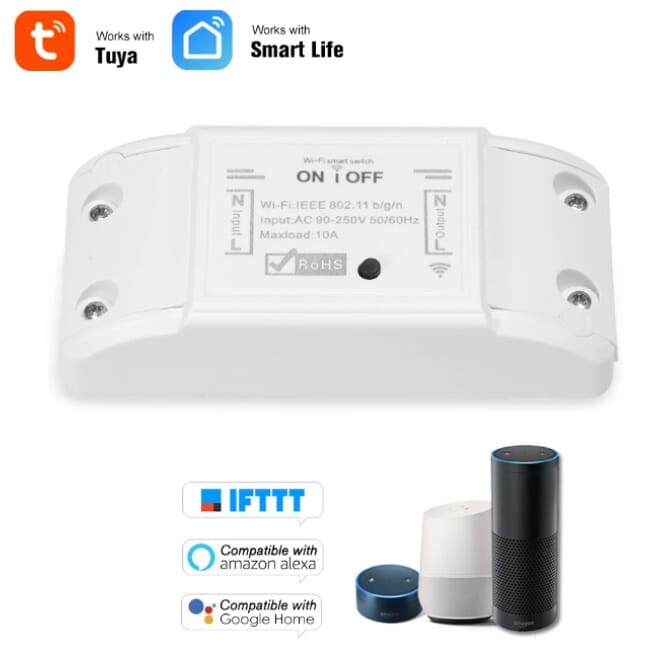 Works with
Tuya
Works with
Smart Life
Wi-Fi smart switch
ON OFF
Wi-Fi:IEEE 802.11 b/g/n
Input:AC 90-250V 50/60Hz
Maxload:10A
N
Input
L
N
Output
L
RoHS
IFTTT
Compatible with
amazon alexa
Compatible with
Google Home
amazon
amazon